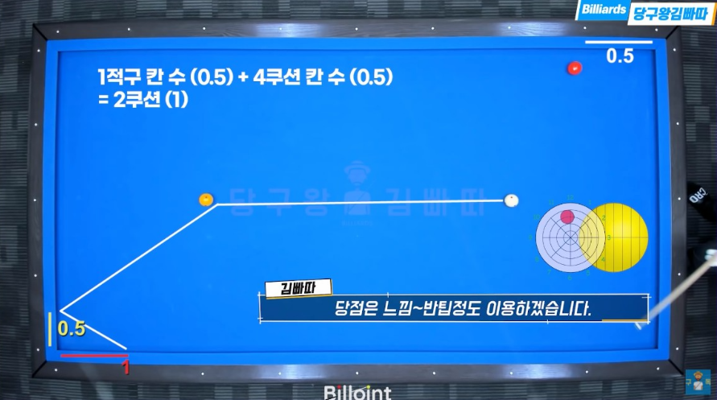 Billiards 당구왕김빠따
0.5
1적구 칸 수 (0.5) + 4쿠션 칸 수 (0.5)
= 2쿠션 (1)
당구왕 김빠따
CRO
김빠따
당점은 느낌~반팁정도 이용하겠습니다.
0.5
1
Billoint